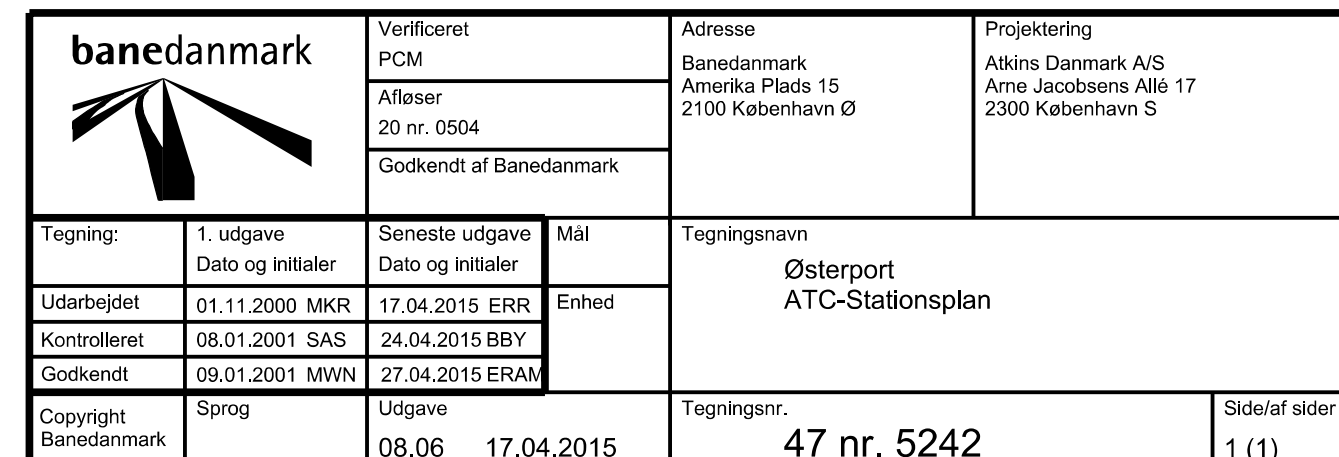 banedanmark
Verificeret
PCM
Afløser
20 nr. 0504
Godkendt af Banedanmark
Adresse
Banedanmark
Amerika Plads 15
2100 København Ø
Projektering
Atkins Danmark A/S
Arne Jacobsens Allé 17
2300 København S
Tegning: 1. udgave Seneste udgave Mål
Dato og initialer Dato og initialer
Udarbejdet 01.11.2000 MKR 17.04.2015 ERR Enhed
Kontrolleret 08.01.2001 SAS 24.04.2015 BBY
Godkendt 09.01.2001 MWN 27.04.2015 ERAM
Tegningsnavn
Østerport
ATC-Stationsplan
Copyright
Banedanmark
Sprog
Udgave
08.06 17.04.2015
Tegningsnr.
47 nr. 5242
Side/af sider
1 (1)